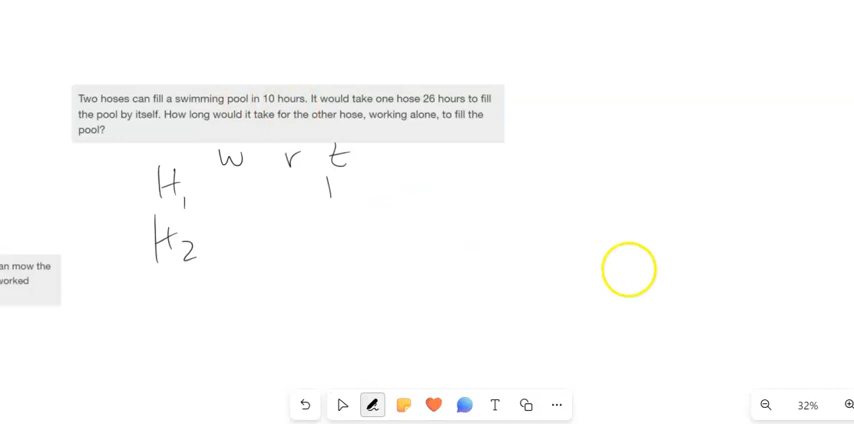 Two hoses can fill a swimming pool in 10 hours. It would take one hose 26 hours to fill
the pool by itself. How long would it take for the other hose, working alone, to fill the
pool?
w r t
H1
H2
an mow the
worked
T
32%